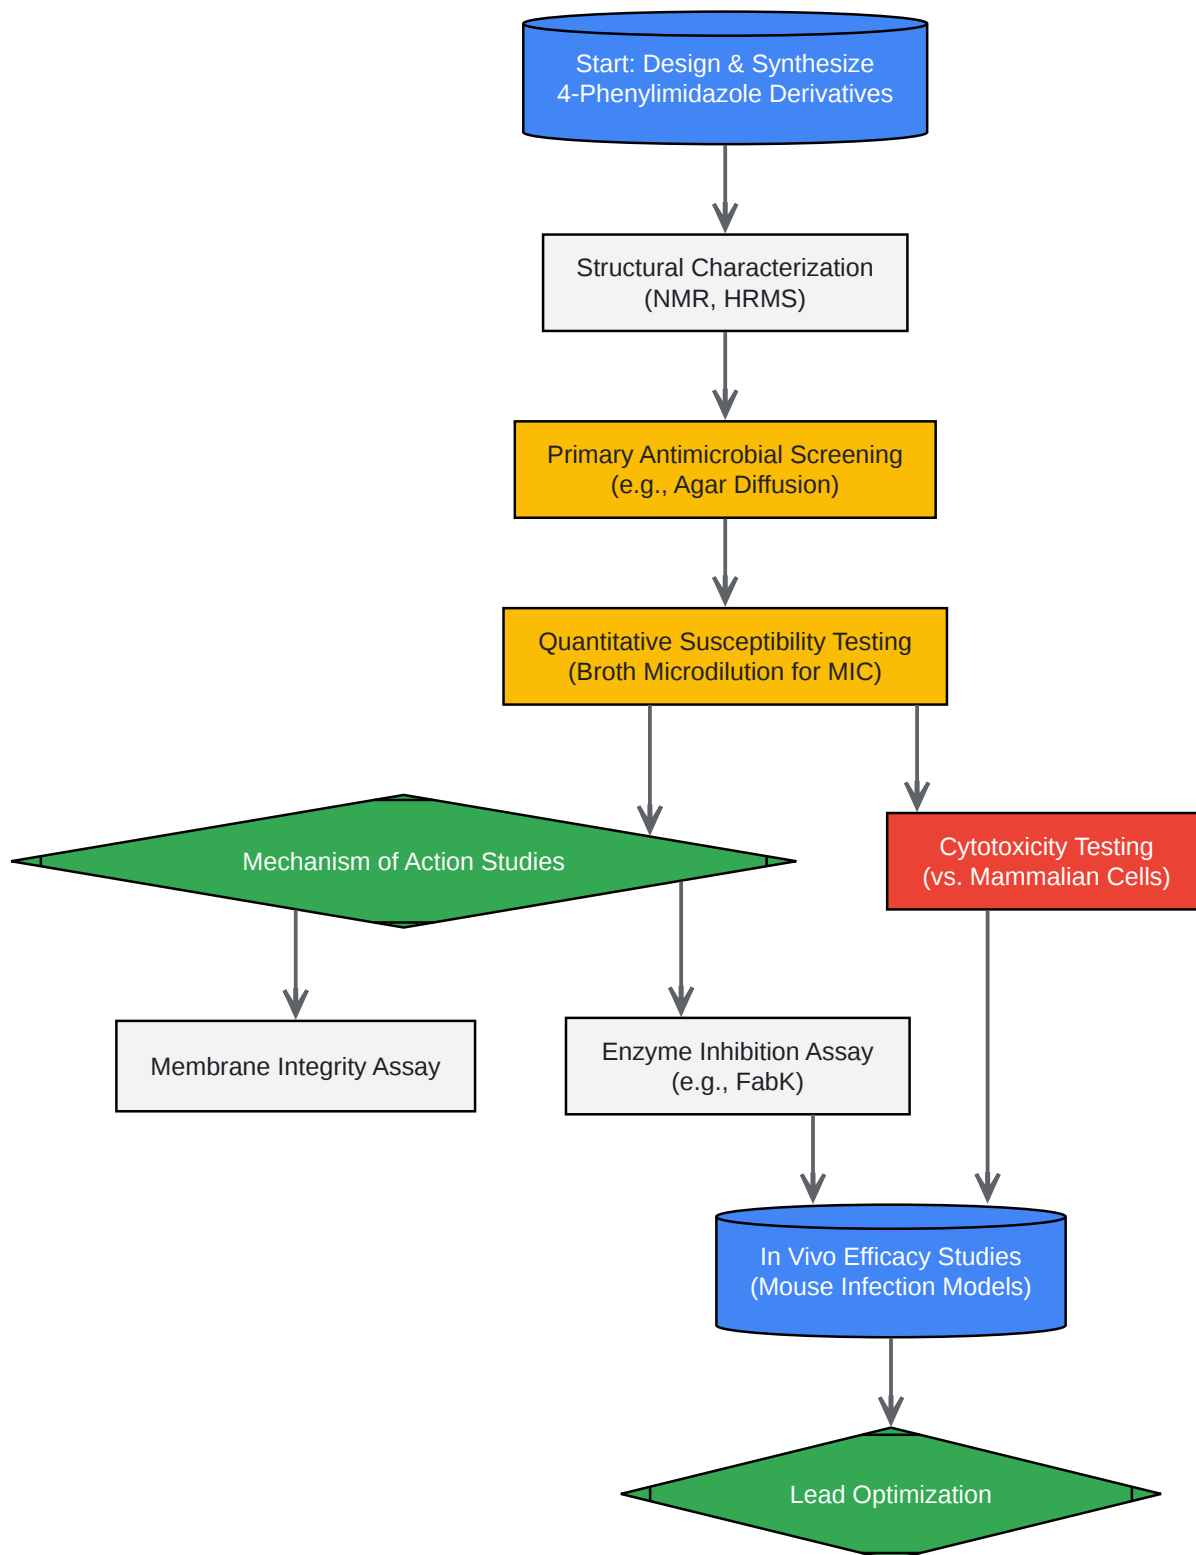 Start: Design & Synthesize
4-Phenylimidazole Derivatives
Structural Characterization
(NMR, HRMS)
Primary Antimicrobial Screening
(e.g., Agar Diffusion)
Quantitative Susceptibility Testing
(Broth Microdilution for MIC)
Mechanism of Action Studies
Cytotoxicity Testing
(vs. Mammalian Cells)
Membrane Integrity Assay
Enzyme Inhibition Assay
(e.g., FabK)
In Vivo Efficacy Studies
(Mouse Infection Models)
Lead Optimization